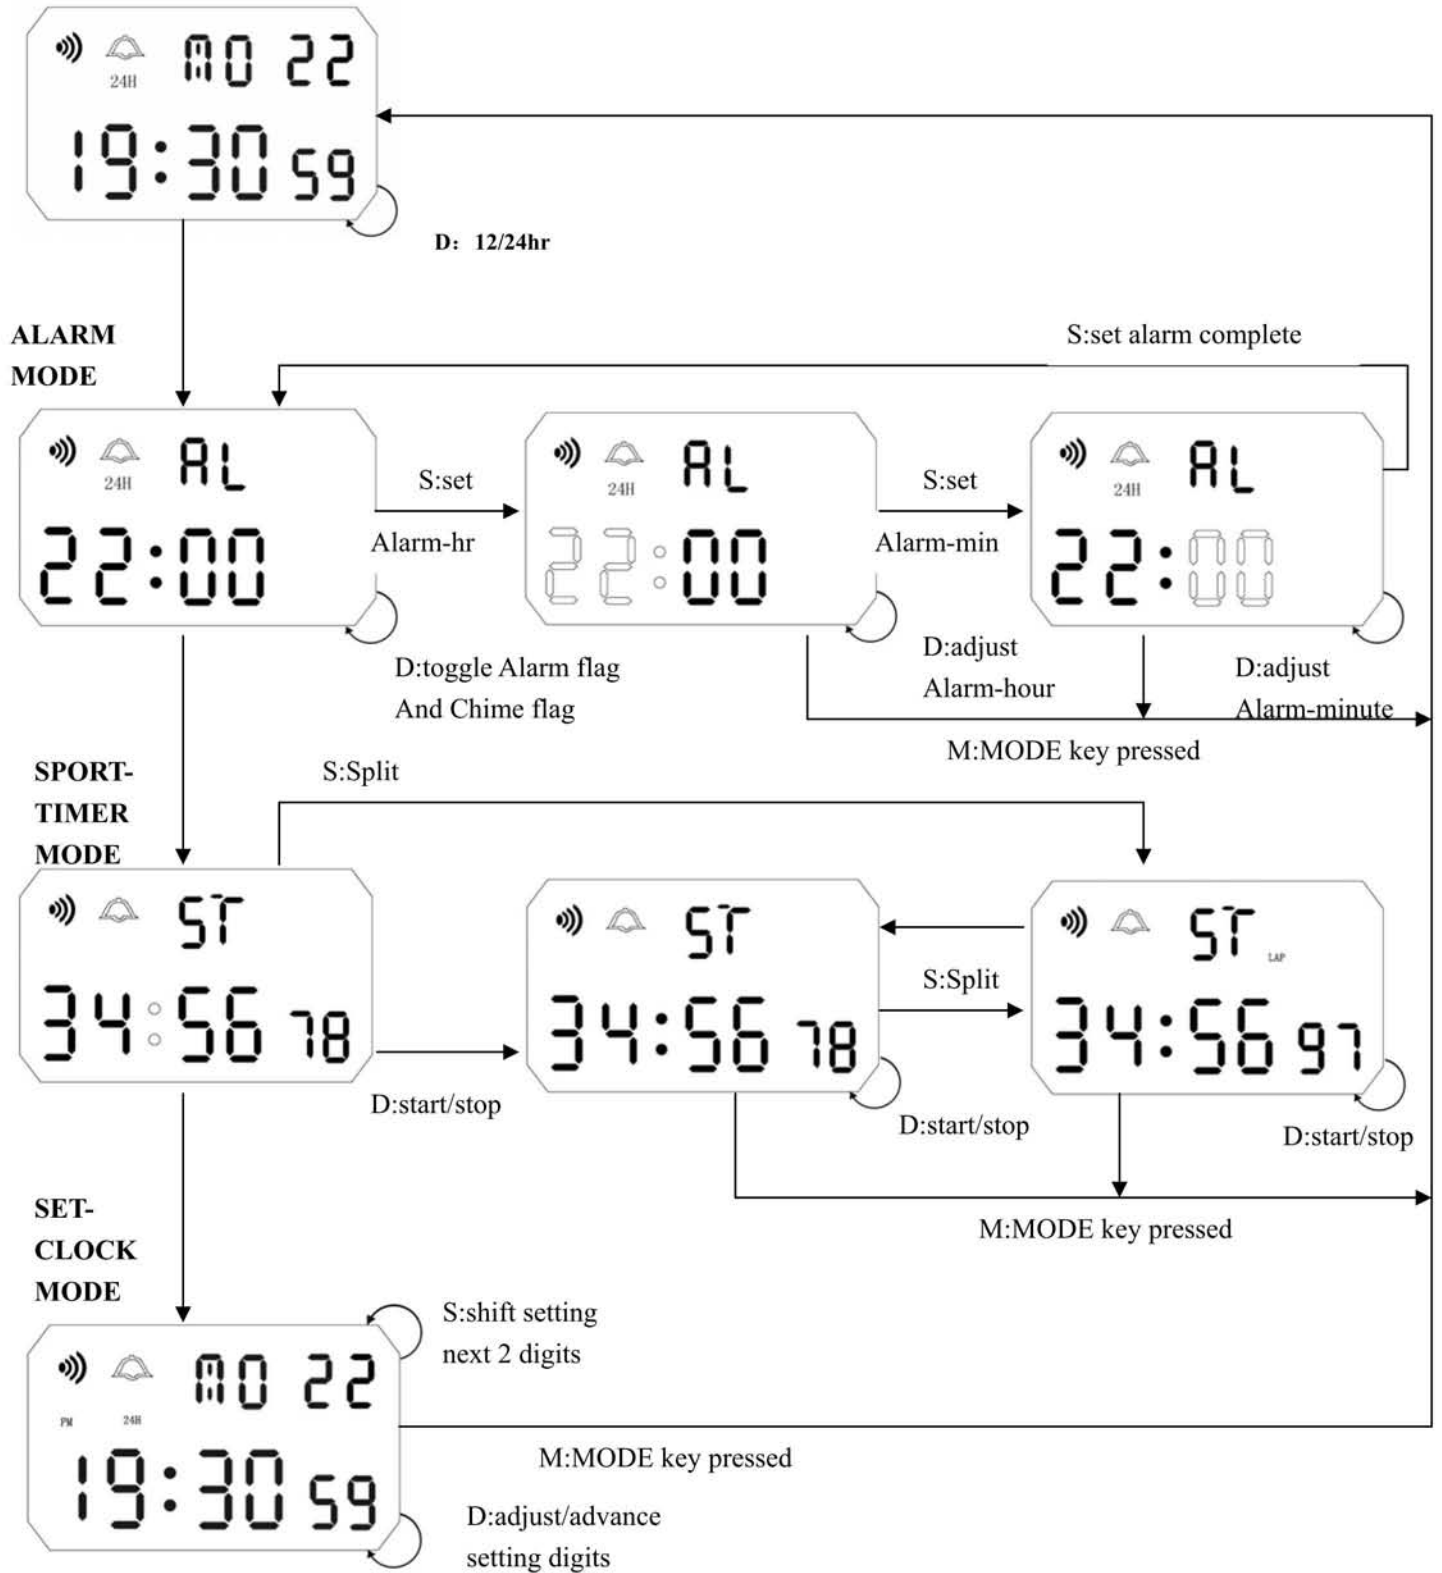 MO 22
24H
19:30 59
D: 12/24hr
ALARM
MODE
S:set alarm complete
AL
24H
22:00
S:set
Alarm-hr
AL
24H
22:00
S:set
Alarm-min
AL
24H
22:00
D:toggle Alarm flag
And Chime flag
D:adjust
Alarm-hour
D:adjust
Alarm-minute
M:MODE key pressed
SPORT-
TIMER
MODE
S:Split
ST
34:56 78
D:start/stop
ST
34:56 78
S:Split
D:start/stop
ST
LAP
34:56 97
D:start/stop
M:MODE key pressed
SET-
CLOCK
MODE
S:shift setting
next 2 digits
MO 22
PM 24H
19:30 59
M:MODE key pressed
D:adjust/advance
setting digits